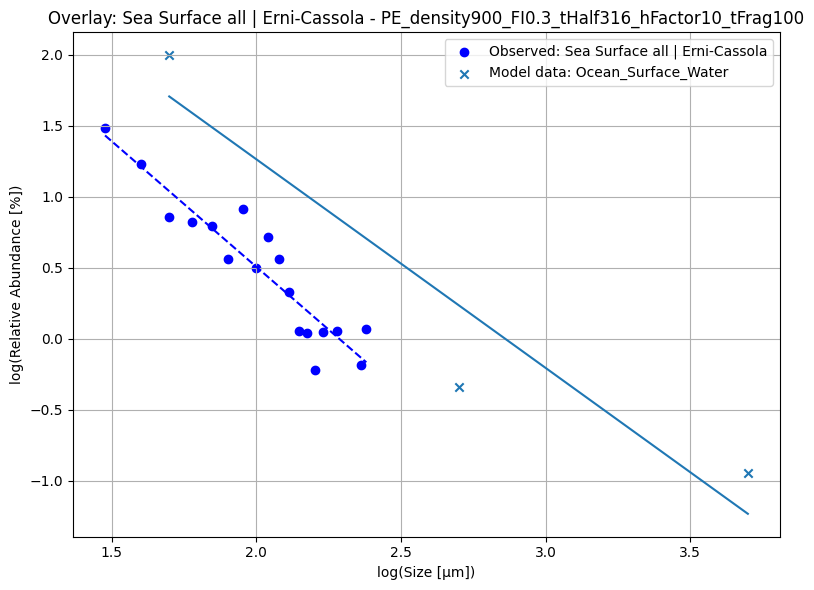 Overlay: Sea Surface all | Erni-Cassola - PE_density900_FI0.3_tHalf316_hFactor10_tFrag100
Observed: Sea Surface all | Erni-Cassola
Model data: Ocean_Surface_Water
log(Relative Abundance [%])
2.0
1.5
1.0
0.5
0.0
−0.5
−1.0
1.5 2.0 2.5 3.0 3.5
log(Size [μm])